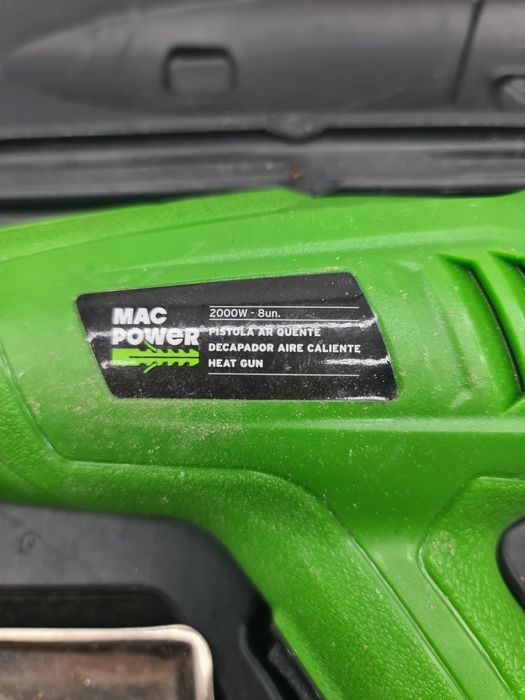 MAC
POWER
2000W - 8un.
PISTOLA AR QUENTE
DECAPADOR AIRE CALIENTE
HEAT GUN